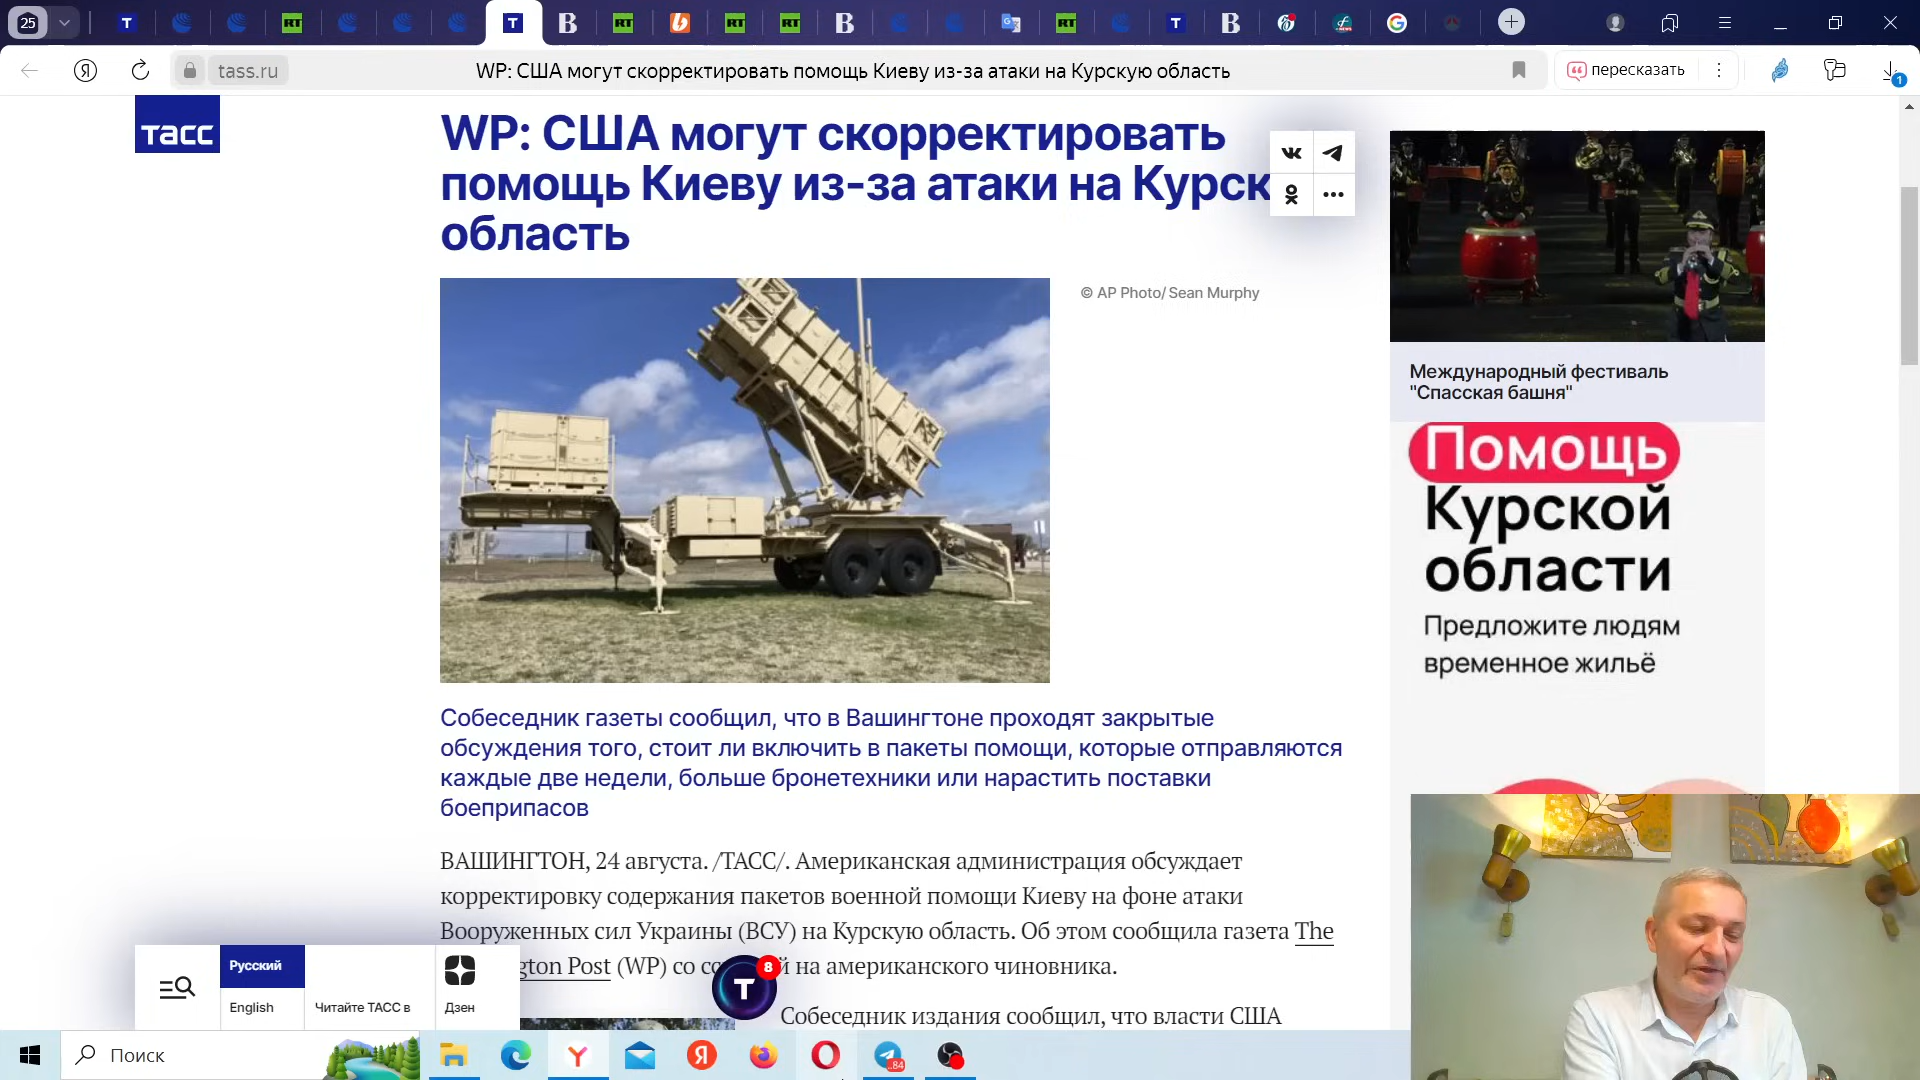 25
tass.ru
WP: США могут скорректировать помощь Киеву из-за атаки на Курскую область
пересказать
1
ТАСС
WP: США могут скорректировать
помощь Киеву из-за атаки на Курск
область
© AP Photo/ Sean Murphy
Международный фестиваль
"Спасская башня"
Помощь
Курской
области
Предложите людям
временное жильё
Собеседник газеты сообщил, что в Вашингтоне проходят закрытые
обсуждения того, стоит ли включить в пакеты помощи, которые отправляются
каждые две недели, больше бронетехники или нарастить поставки
боеприпасов
ВАШИНГТОН, 24 августа. /ТАСС/. Американская администрация обсуждает
корректировку содержания пакетов военной помощи Киеву на фоне атаки
Вооруженных сил Украины (ВСУ) на Курскую область. Об этом сообщила газета The
gton Post (WP) со сс й на американского чиновника.
Собеседник издания сообщил, что власти США
Русский
English
Читайте ТАСС в
Дзен
T
8
Поиск
84